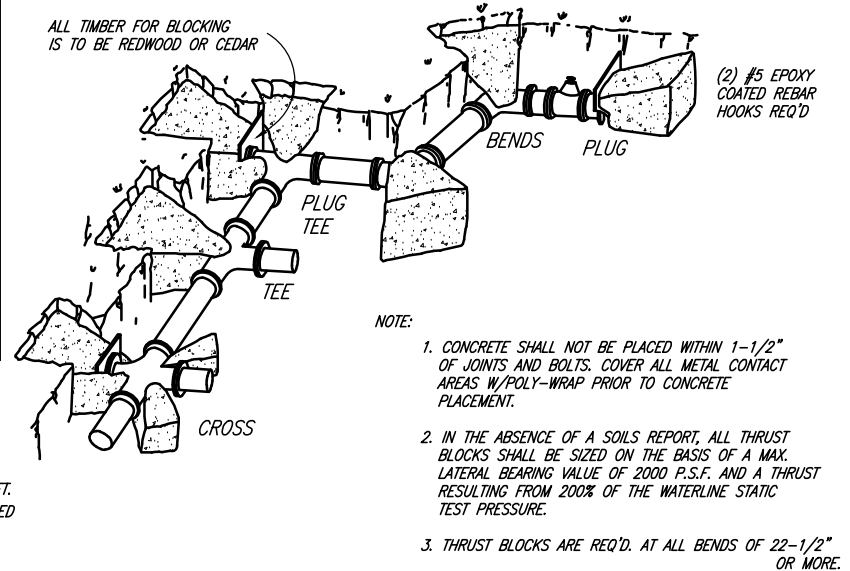 ALL TIMBER FOR BLOCKING
IS TO BE REDWOOD OR CEDAR
(2) #5 EPOXY
COATED REBAR
HOOKS REQ'D
BENDS
PLUG
PLUG
TEE
TEE
CROSS
FT.
ED
NOTE:
1. CONCRETE SHALL NOT BE PLACED WITHIN 1-1/2"
OF JOINTS AND BOLTS. COVER ALL METAL CONTACT
AREAS W/POLY-WRAP PRIOR TO CONCRETE
PLACEMENT.
2. IN THE ABSENCE OF A SOILS REPORT, ALL THRUST
BLOCKS SHALL BE SIZED ON THE BASIS OF A MAX.
LATERAL BEARING VALUE OF 2000 P.S.F. AND A THRUST
RESULTING FROM 200% OF THE WATERLINE STATIC
TEST PRESSURE.
3. THRUST BLOCKS ARE REQ'D. AT ALL BENDS OF 22-1/2"
OR MORE.